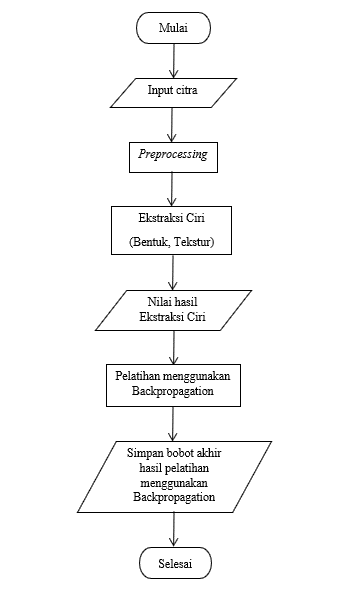 Mulai
Input citra
Preprocessing
Ekstraksi Ciri
(Bentuk, Tekstur)
Nilai hasil
Ekstraksi Ciri
Pelatihan menggunakan
Backpropagation
Simpan bobot akhir
hasil pelatihan
menggunakan
Backpropagation
Selesai